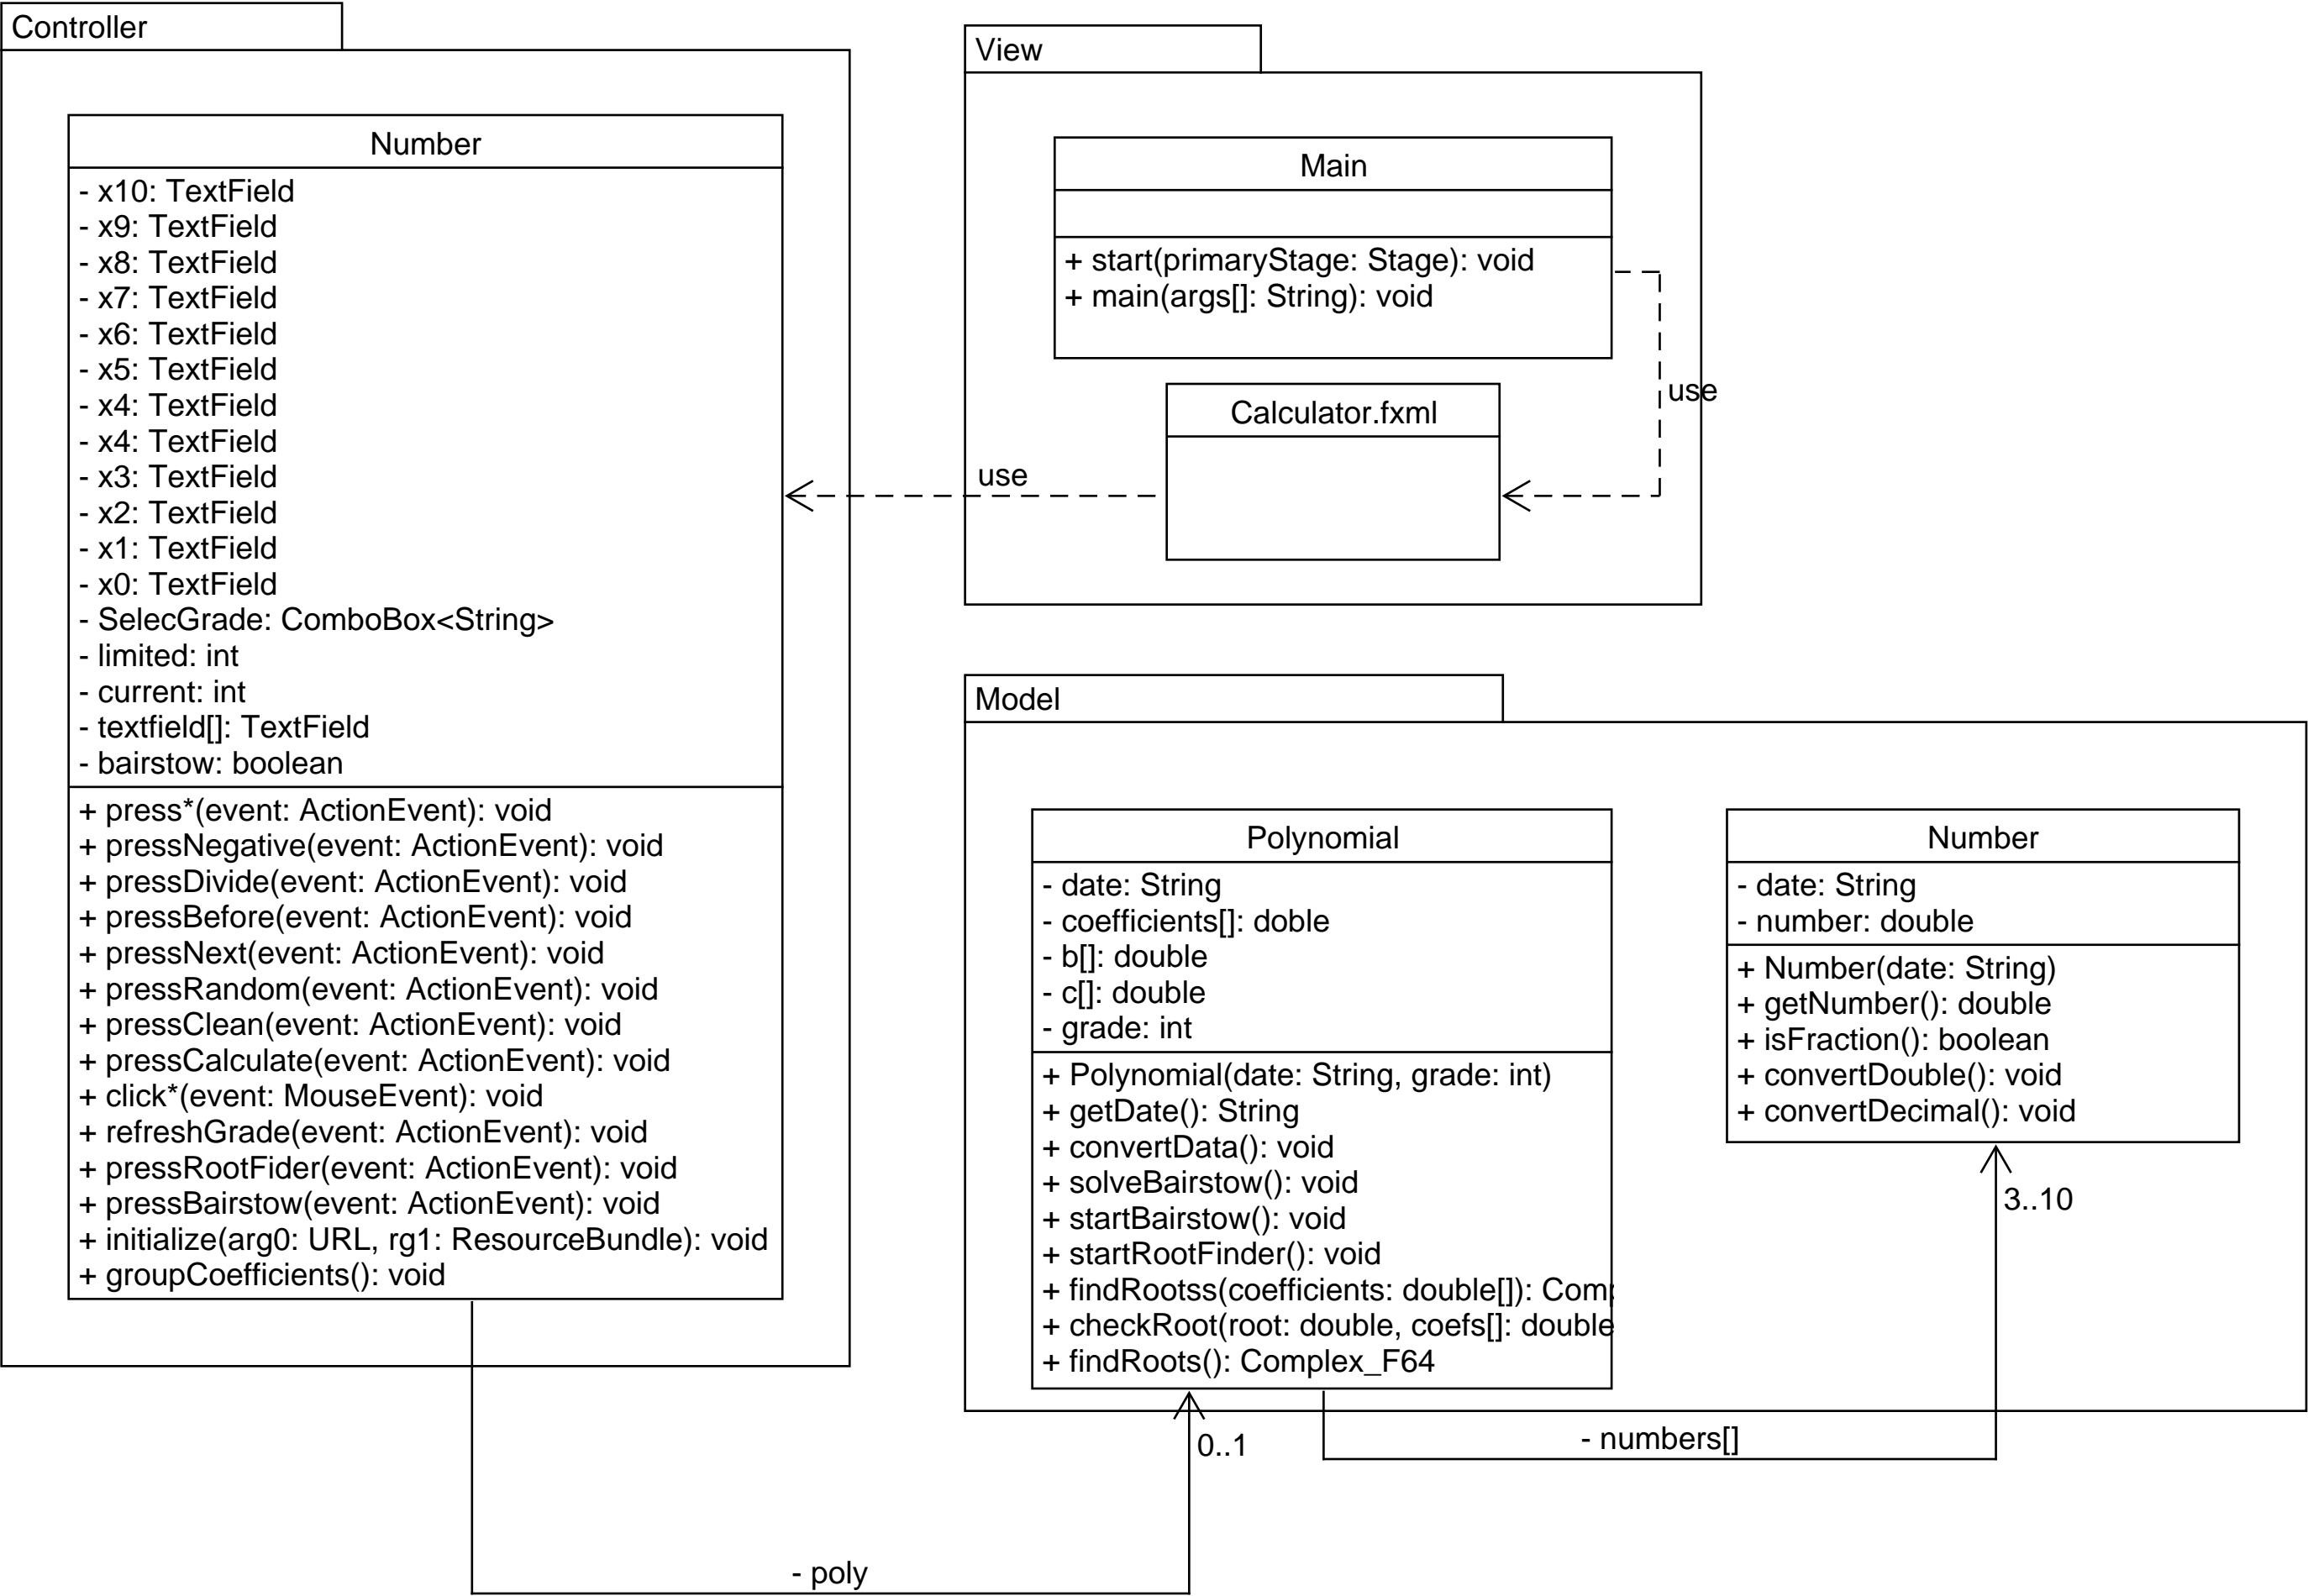 Controller
Number
- x10: TextField
- x9: TextField
- x8: TextField
- x7: TextField
- x6: TextField
- x5: TextField
- x4: TextField
- x4: TextField
- x3: TextField
- x2: TextField
- x1: TextField
- x0: TextField
- SelecGrade: ComboBox<String>
- limited: int
- current: int
- textfield[]: TextField
- bairstow: boolean
+ press*(event: ActionEvent): void
+ pressNegative(event: ActionEvent): void
+ pressDivide(event: ActionEvent): void
+ pressBefore(event: ActionEvent): void
+ pressNext(event: ActionEvent): void
+ pressRandom(event: ActionEvent): void
+ pressClean(event: ActionEvent): void
+ pressCalculate(event: ActionEvent): void
+ click*(event: MouseEvent): void
+ refreshGrade(event: ActionEvent): void
+ pressRootFider(event: ActionEvent): void
+ pressBairstow(event: ActionEvent): void
+ initialize(arg0: URL, rg1: ResourceBundle): void
+ groupCoefficients(): void
View
Main
+ start(primaryStage: Stage): void
+ main(args[]: String): void
use
Calculator.fxml
use
Model
Polynomial
- date: String
- coefficients[]: doble
- b[]: double
- c[]: double
- grade: int
+ Polynomial(date: String, grade: int)
+ getDate(): String
+ convertData(): void
+ solveBairstow(): void
+ startBairstow(): void
+ startRootFinder(): void
+ findRootss(coefficients: double[]): Com
+ checkRoot(root: double, coefs[]: double
+ findRoots(): Complex_F64
Number
- date: String
- number: double
+ Number(date: String)
+ getNumber(): double
+ isFraction(): boolean
+ convertDouble(): void
+ convertDecimal(): void
3..10
0..1
- numbers[]
- poly